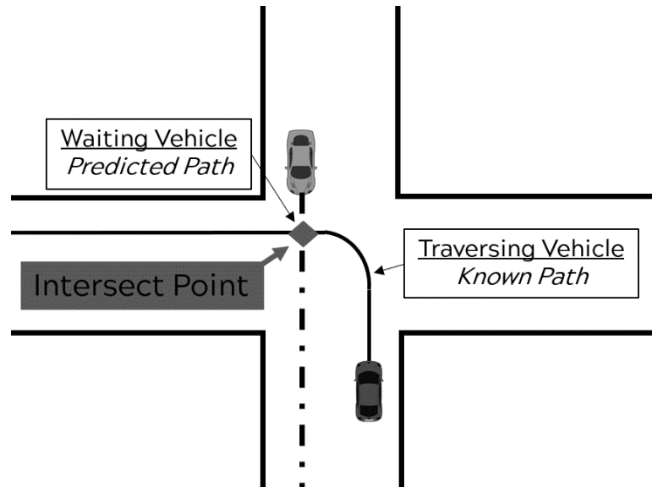 Waiting Vehicle
Predicted Path
Traversing Vehicle
Known Path
Intersect Point